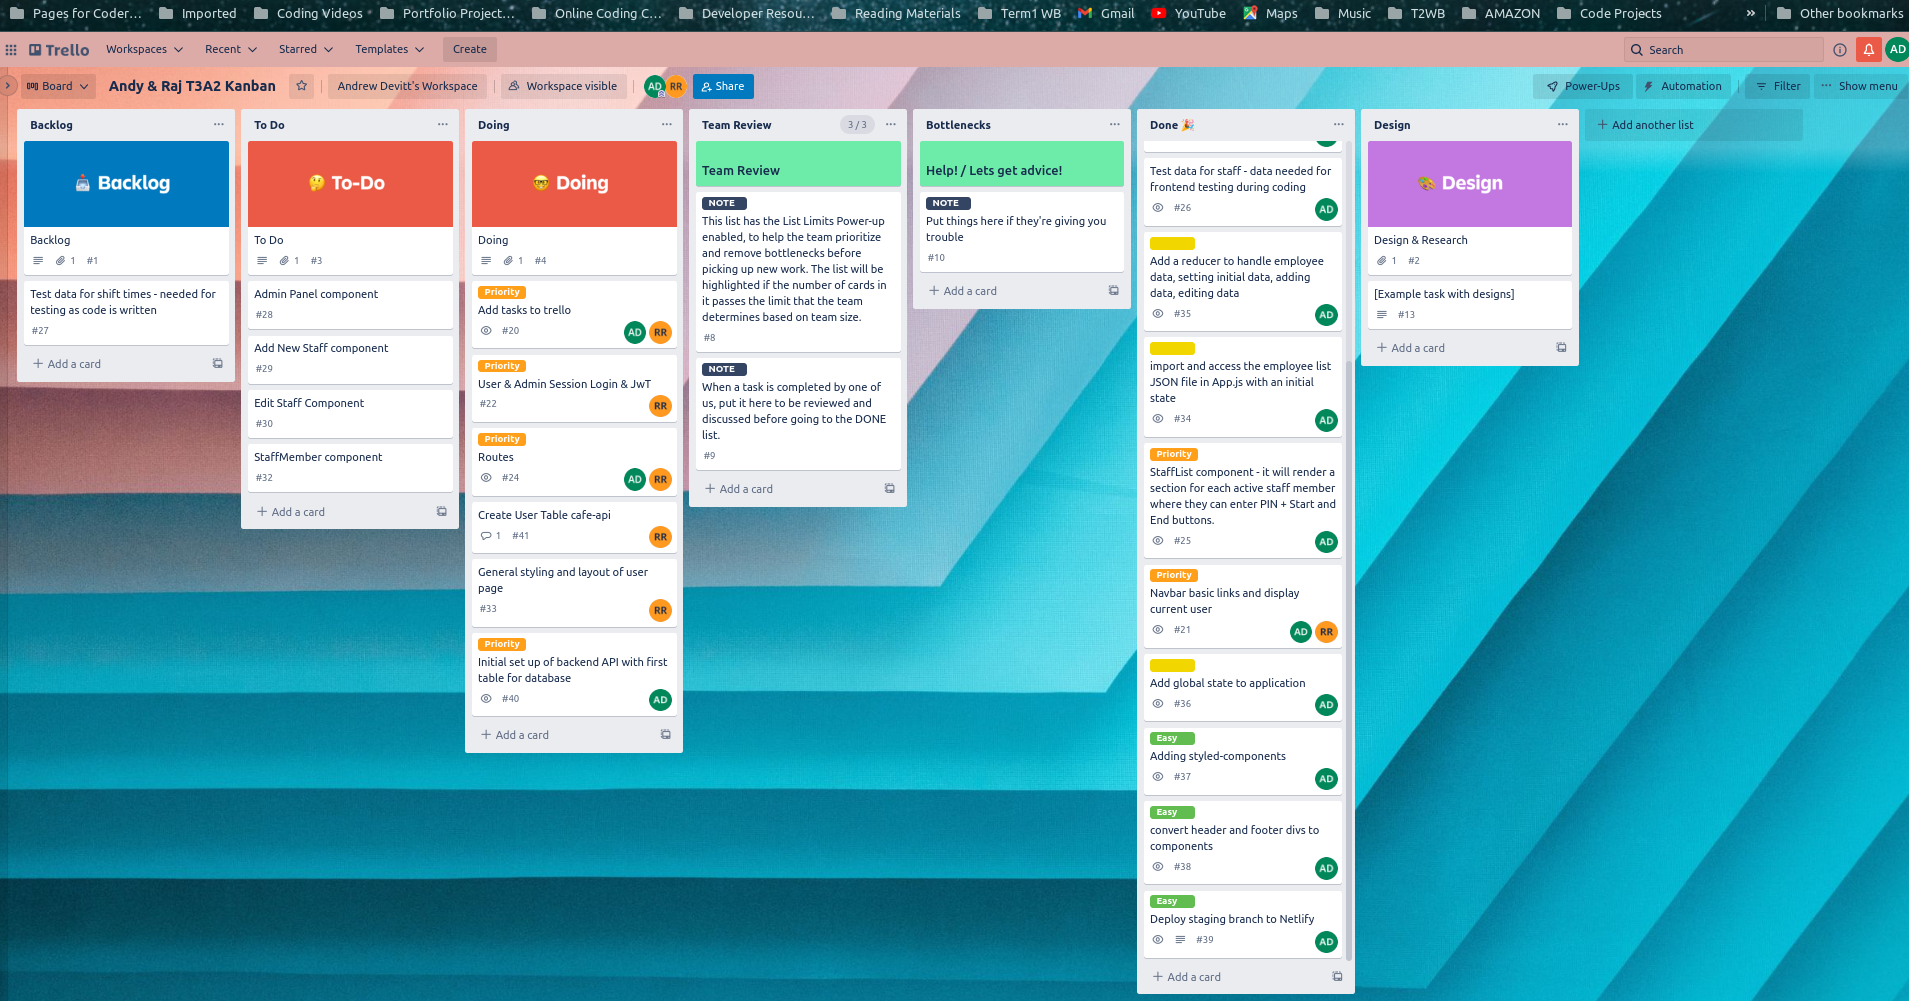 Pages for Coder...
Imported
Coding Videos
Portfolio Project...
Online Coding C...
Developer Resou...
Reading Materials
Term1 WB
Gmail
YouTube
Maps
Music
T2WB
AMAZON
Code Projects
»
Other bookmarks
Trello
Workspaces
Recent
Starred
Templates
Create
Search
AD
Board
Andy & Raj T3A2 Kanban
Andrew Devitt's Workspace
Workspace visible
AD
RR
Share
Power-Ups
Automation
Filter
Show menu
Backlog
Backlog
Backlog
1 #1
Test data for shift times - needed for
testing as code is written
#27
+ Add a card
To Do
To-Do
To Do
1 #3
Admin Panel component
#28
Add New Staff component
#29
Edit Staff Component
#30
StaffMember component
#32
+ Add a card
Doing
Doing
Doing
1 #4
Priority
Add tasks to trello
#20 AD RR
Priority
User & Admin Session Login & JwT
#22 RR
Priority
Routes
#24 AD RR
Create User Table cafe-api
1 #41 RR
General styling and layout of user
page
#33 RR
Priority
Initial set up of backend API with first
table for database
#40 AD
+ Add a card
Team Review 3 / 3
Team Review
NOTE
This list has the List Limits Power-up
enabled, to help the team prioritize
and remove bottlenecks before
picking up new work. The list will be
highlighted if the number of cards in
it passes the limit that the team
determines based on team size.
#8
NOTE
When a task is completed by one of
us, put it here to be reviewed and
discussed before going to the DONE
list.
#9
+ Add a card
Bottlenecks
Help! / Lets get advice!
NOTE
Put things here if they're giving you
trouble
#10
+ Add a card
Done 🎉
Test data for staff - data needed for
frontend testing during coding
#26 AD
Add a reducer to handle employee
data, setting initial data, adding
data, editing data
#35 AD
import and access the employee list
JSON file in App.js with an initial
state
#34 AD
Priority
StaffList component - it will render a
section for each active staff member
where they can enter PIN + Start and
End buttons.
#25 AD
Priority
Navbar basic links and display
current user
#21 AD RR
Add global state to application
#36 AD
Easy
Adding styled-components
#37 AD
Easy
convert header and footer divs to
components
#38 AD
Easy
Deploy staging branch to Netlify
#39 AD
+ Add a card
Design
Design
Design & Research
1 #2
[Example task with designs]
#13
+ Add a card
+ Add another list